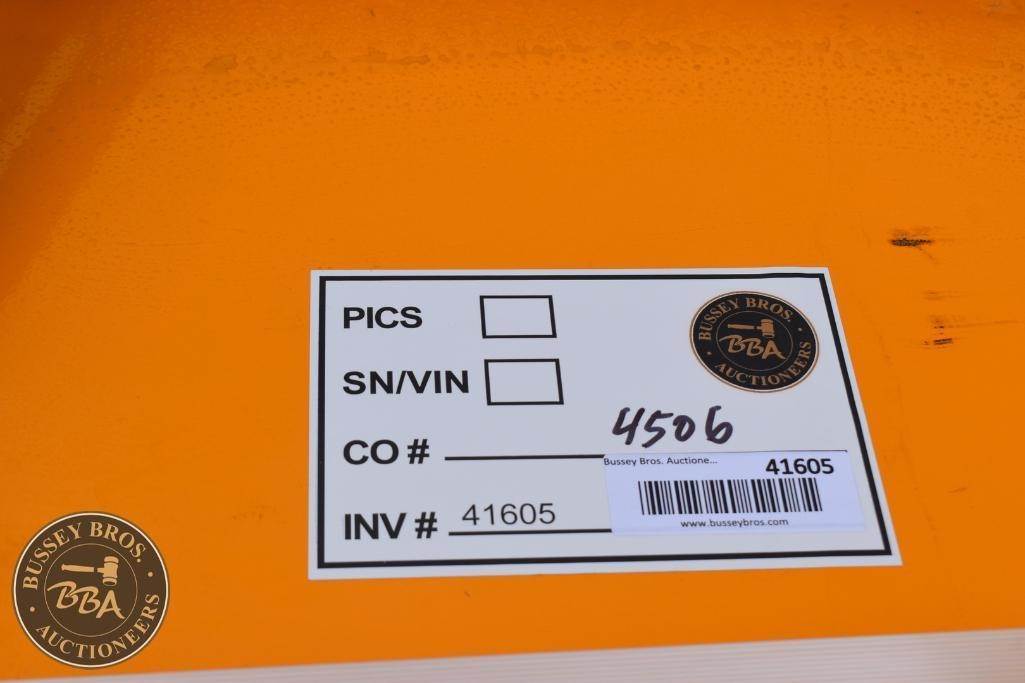 PICS
BUSSEY BROS.
BBA
AUCTIONEERS
SN/VIN
4506
CO #
Bussey Bros. Auctione...
41605
www.busseybros.com
INV # 41605
BUSSEY BROS.
BBA
AUCTIONEERS